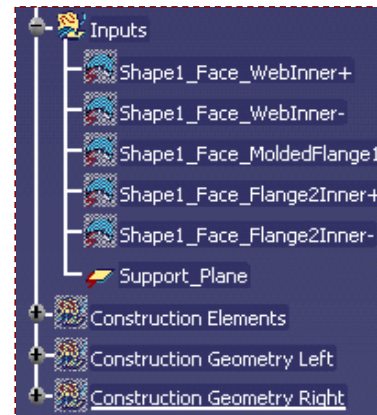 Inputs
Shape1_Face_WebInner+
Shape1_Face_WebInner-
Shape1_Face_MoldedFlange1
Shape1_Face_Flange2Inner+
Shape1_Face_Flange2Inner-
Support_Plane
Construction Elements
Construction Geometry Left
Construction Geometry Right